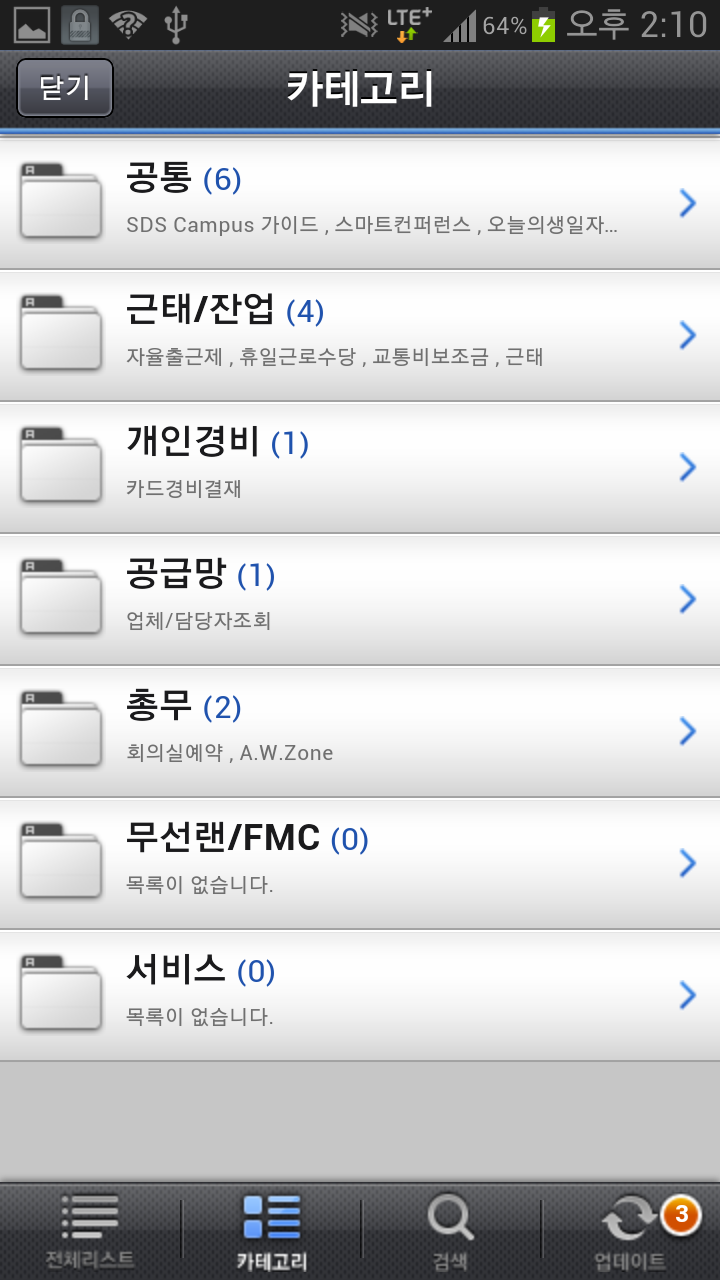 LTE+ 64% 오후 2:10
닫기 카테고리
공통 (6)
SDS Campus 가이드 , 스마트컨퍼런스 , 오늘의생일자...
근태/잔업 (4)
자율출근제 , 휴일근로수당 , 교통비보조금 , 근태
개인경비 (1)
카드경비결재
공급망 (1)
업체/담당자조회
총무 (2)
회의실예약 , A.W.Zone
무선랜/FMC (0)
목록이 없습니다.
서비스 (0)
목록이 없습니다.
3
전체리스트 카테고리 검색 업데이트